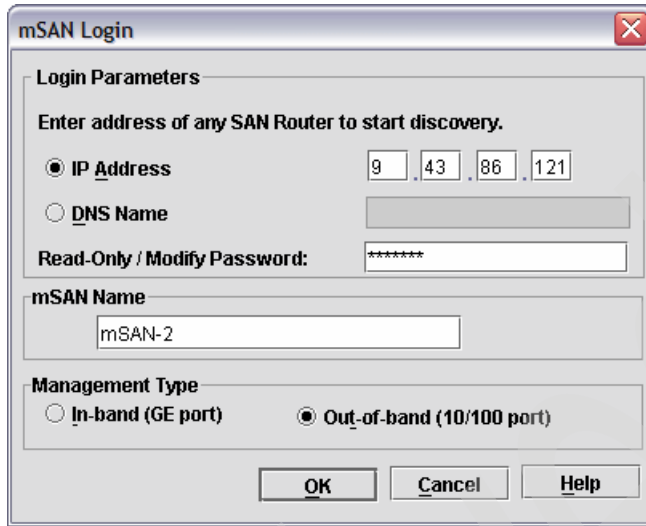 mSAN Login
Login Parameters
Enter address of any SAN Router to start discovery.
IP Address 9 . 43 . 86 . 121
DNS Name
Read-Only / Modify Password: *******
mSAN Name
mSAN-2
Management Type
In-band (GE port) Out-of-band (10/100 port)
OK Cancel Help